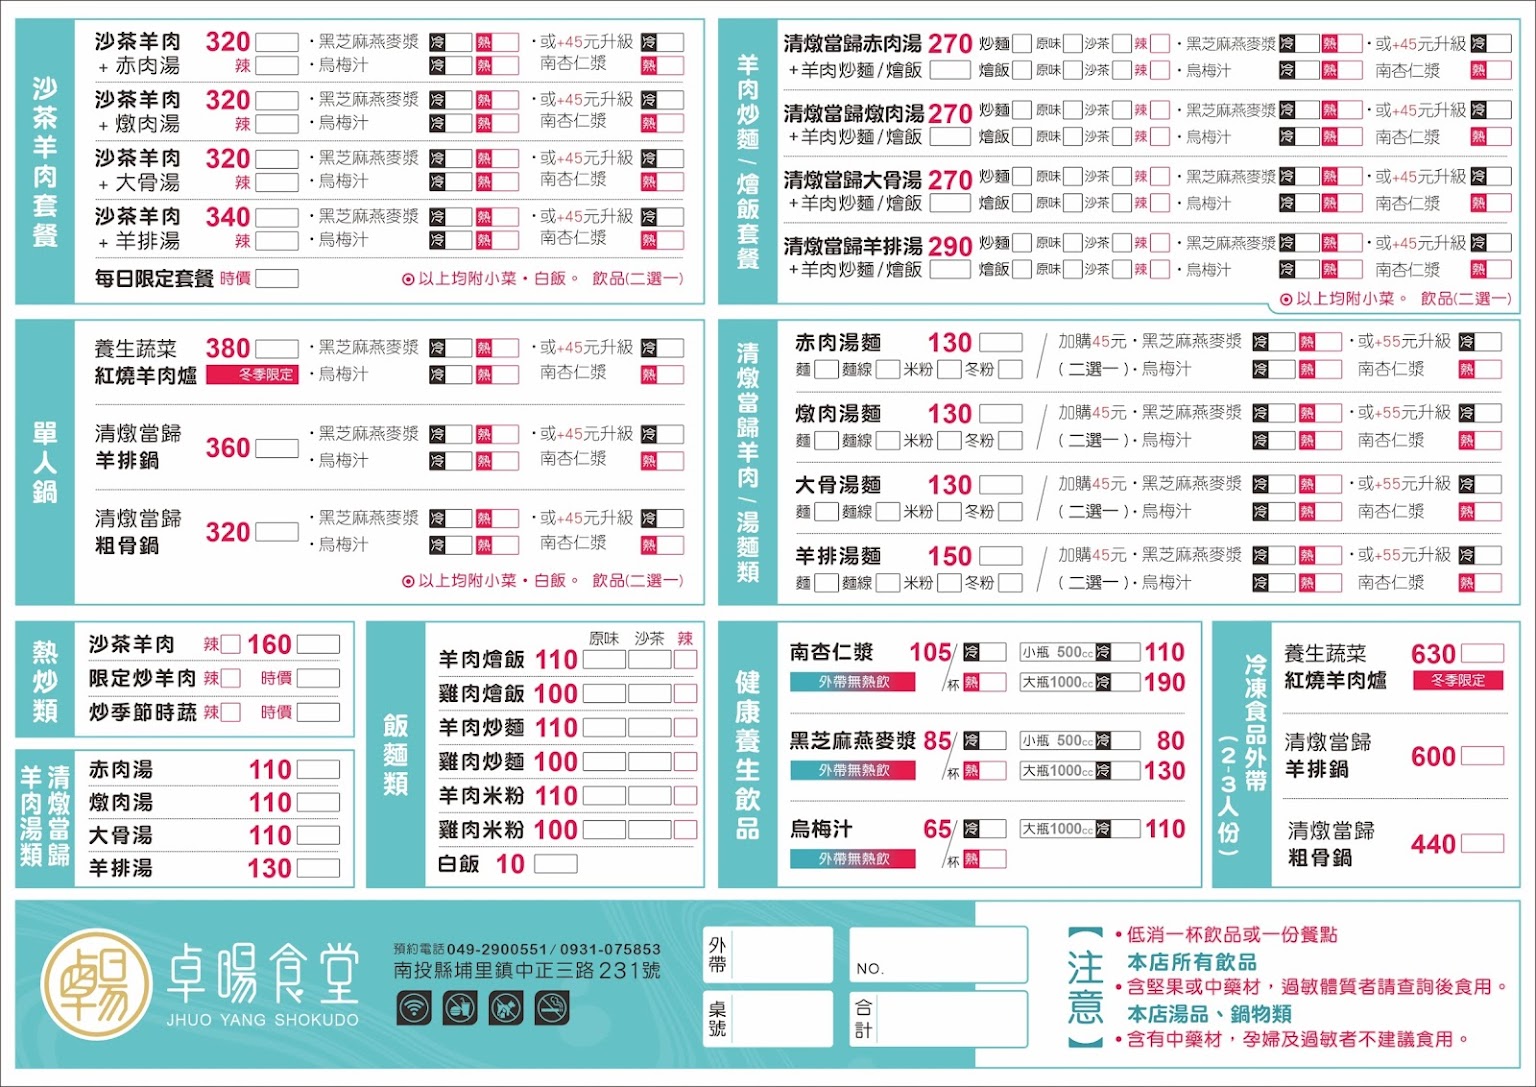 沙茶羊肉套餐
沙茶羊肉 320 ・黑芝麻燕麥漿 冷 熱 ・或+45元升級 冷
+ 赤肉湯 辣 ・烏梅汁 冷 熱 南杏仁漿 熱
沙茶羊肉 320 ・黑芝麻燕麥漿 冷 熱 ・或+45元升級 冷
+ 燉肉湯 辣 ・烏梅汁 冷 熱 南杏仁漿 熱
沙茶羊肉 320 ・黑芝麻燕麥漿 冷 熱 ・或+45元升級 冷
+ 大骨湯 辣 ・烏梅汁 冷 熱 南杏仁漿 熱
沙茶羊肉 340 ・黑芝麻燕麥漿 冷 熱 ・或+45元升級 冷
+ 羊排湯 辣 ・烏梅汁 冷 熱 南杏仁漿 熱
每日限定套餐 時價 ◎以上均附小菜・白飯。 飲品(二選一)
羊肉炒麵/燴飯套餐
清燉當歸赤肉湯 270 炒麵 原味 沙茶 辣 ・黑芝麻燕麥漿 冷 熱 ・或+45元升級 冷
+羊肉炒麵/燴飯 燴飯 原味 沙茶 辣 ・烏梅汁 冷 熱 南杏仁漿 熱
清燉當歸燉肉湯 270 炒麵 原味 沙茶 辣 ・黑芝麻燕麥漿 冷 熱 ・或+45元升級 冷
+羊肉炒麵/燴飯 燴飯 原味 沙茶 辣 ・烏梅汁 冷 熱 南杏仁漿 熱
清燉當歸大骨湯 270 炒麵 原味 沙茶 辣 ・黑芝麻燕麥漿 冷 熱 ・或+45元升級 冷
+羊肉炒麵/燴飯 燴飯 原味 沙茶 辣 ・烏梅汁 冷 熱 南杏仁漿 熱
清燉當歸羊排湯 290 炒麵 原味 沙茶 辣 ・黑芝麻燕麥漿 冷 熱 ・或+45元升級 冷
+羊肉炒麵/燴飯 燴飯 原味 沙茶 辣 ・烏梅汁 冷 熱 南杏仁漿 熱
◎以上均附小菜。 飲品(二選一)
單人鍋
養生蔬菜 380 ・黑芝麻燕麥漿 冷 熱 ・或+45元升級 冷
紅燒羊肉爐 冬季限定 ・烏梅汁 冷 熱 南杏仁漿 熱
清燉當歸 360 ・黑芝麻燕麥漿 冷 熱 ・或+45元升級 冷
羊排鍋 ・烏梅汁 冷 熱 南杏仁漿 熱
清燉當歸 320 ・黑芝麻燕麥漿 冷 熱 ・或+45元升級 冷
粗骨鍋 ・烏梅汁 冷 熱 南杏仁漿 熱
◎以上均附小菜・白飯。 飲品(二選一)
清燉當歸羊肉/湯麵類
赤肉湯麵 130 / 加購45元・黑芝麻燕麥漿 冷 熱 ・或+55元升級 冷
麵 麵線 米粉 冬粉 (二選一)・烏梅汁 冷 熱 南杏仁漿 熱
燉肉湯麵 130 / 加購45元・黑芝麻燕麥漿 冷 熱 ・或+55元升級 冷
麵 麵線 米粉 冬粉 (二選一)・烏梅汁 冷 熱 南杏仁漿 熱
大骨湯麵 130 / 加購45元・黑芝麻燕麥漿 冷 熱 ・或+55元升級 冷
麵 麵線 米粉 冬粉 (二選一)・烏梅汁 冷 熱 南杏仁漿 熱
羊排湯麵 150 / 加購45元・黑芝麻燕麥漿 冷 熱 ・或+55元升級 冷
麵 麵線 米粉 冬粉 (二選一)・烏梅汁 冷 熱 南杏仁漿 熱
熱炒類
沙茶羊肉 辣 160
限定炒羊肉 辣 時價
炒季節時蔬 辣 時價
清燉當歸
羊肉湯類
赤肉湯 110
燉肉湯 110
大骨湯 110
羊排湯 130
飯麵類
原味 沙茶 辣
羊肉燴飯 110
雞肉燴飯 100
羊肉炒麵 110
雞肉炒麵 100
羊肉米粉 110
雞肉米粉 100
白飯 10
健康養生飲品
南杏仁漿 105/杯 冷 小瓶 500cc 冷 110
外帶無熱飲 熱 大瓶1000cc 冷 190
黑芝麻燕麥漿 85/杯 冷 小瓶 500cc 冷 80
外帶無熱飲 熱 大瓶1000cc 冷 130
烏梅汁 65/杯 冷 大瓶1000cc 冷 110
外帶無熱飲 熱
冷凍食品外帶
(2-3人份)
養生蔬菜 630
紅燒羊肉爐 冬季限定
清燉當歸 600
羊排鍋
清燉當歸 440
粗骨鍋
卓暘食堂
JHUO YANG SHOKUDO
預約電話049-2900551/0931-075853
南投縣埔里鎮中正三路231號
外帶
NO.
桌號
合計
【注意】
•低消一杯飲品或一份餐點
本店所有飲品
•含堅果或中藥材,過敏體質者請查詢後食用。
本店湯品、鍋物類
•含有中藥材,孕婦及過敏者不建議食用。